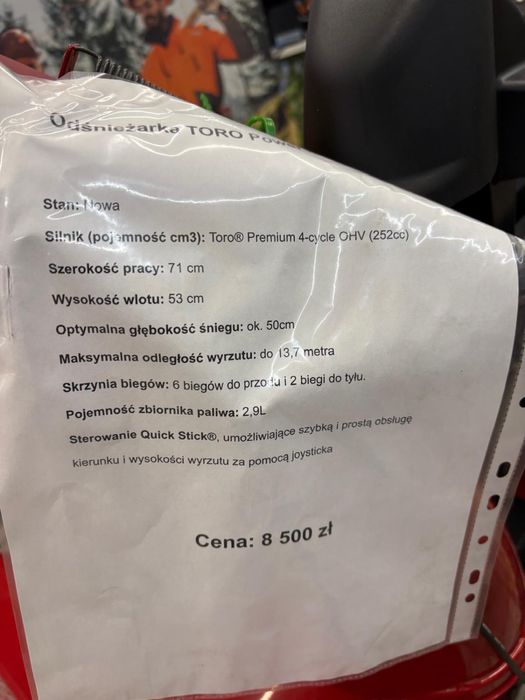 Odśnieżarka TORO Pow
Stan: Nowa
Silnik (pojemność cm3): Toro® Premium 4-cycle OHV (252cc)
Szerokość pracy: 71 cm
Wysokość wlotu: 53 cm
Optymalna głębokość śniegu: ok. 50cm
Maksymalna odległość wyrzutu: do 13,7 metra
Skrzynia biegów: 6 biegów do przodu i 2 biegi do tyłu.
Pojemność zbiornika paliwa: 2,9L
Sterowanie Quick Stick®, umożliwiające szybką i prostą obsługę
kierunku i wysokości wyrzutu za pomocą joysticka
Cena: 8 500 zł